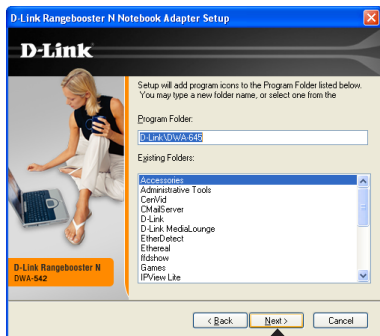 D-Link Rangebooster N Notebook Adapter Setup
D-Link
Setup will add program icons to the Program Folder listed below.
You may type a new folder name, or select one from the
Program Folder:
D-Link\DWA-645
Existing Folders:
Accessories
Administrative Tools
CenVid
CMailServer
D-Link
D-Link MediaLounge
EtherDetect
Ethereal
ffdshow
Games
IPView Lite
D-Link Rangebooster N
DWA-542
< Back
Next >
Cancel